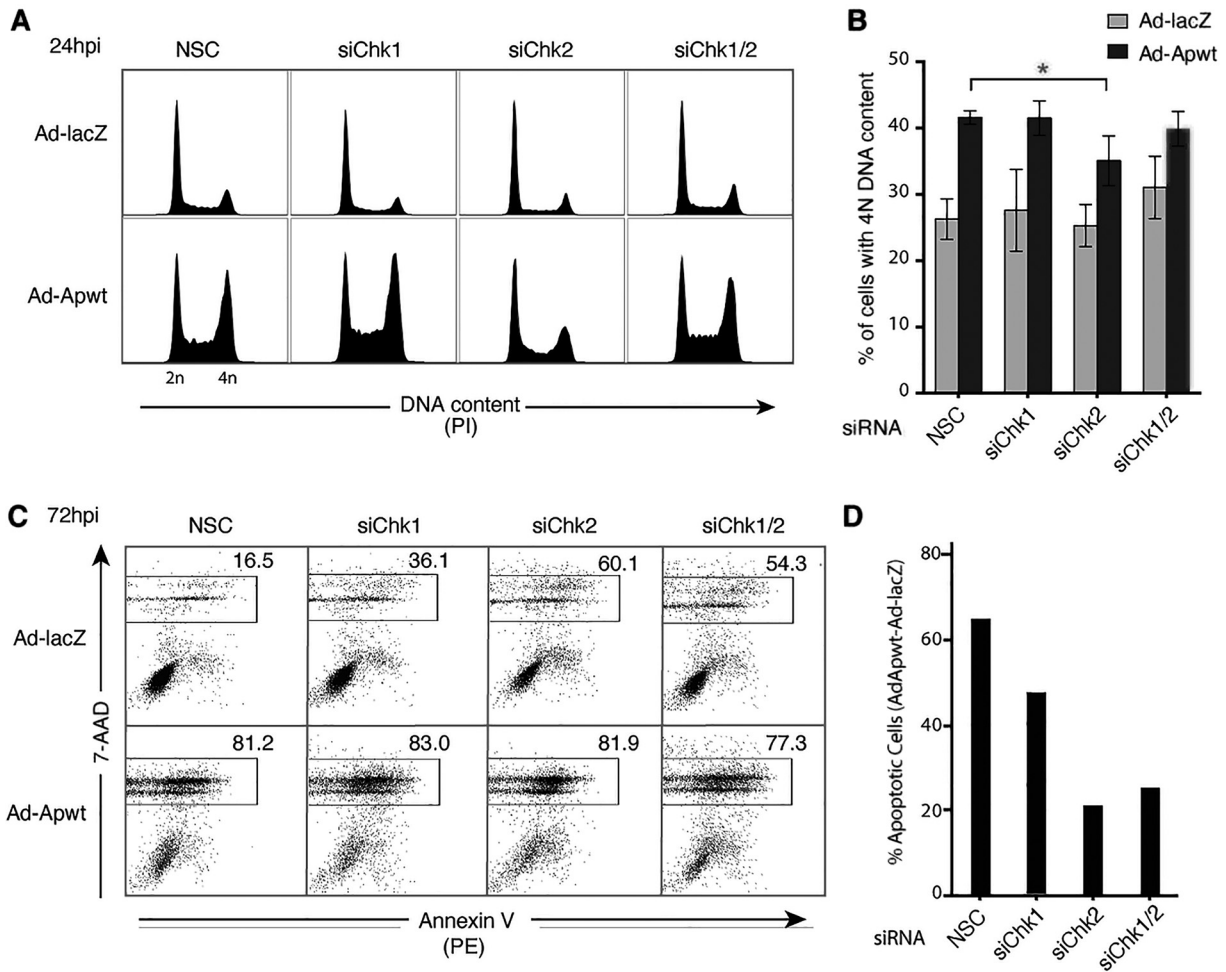 A
24hpi
NSC siChk1 siChk2 siChk1/2
Ad-lacZ
Ad-Apwt
2n 4n
DNA content
(PI)
B
Ad-lacZ
Ad-Apwt
% of cells with 4N DNA content
50
40
30
20
10
0
*
siRNA
NSC siChk1 siChk2 siChk1/2
C
72hpi
NSC siChk1 siChk2 siChk1/2
Ad-lacZ
16.5 36.1 60.1 54.3
Ad-Apwt
81.2 83.0 81.9 77.3
7-AAD
Annexin V
(PE)
D
% Apoptotic Cells (AdApwt-Ad-lacZ)
80
60
40
20
0
siRNA
NSC siChk1 siChk2 siChk1/2